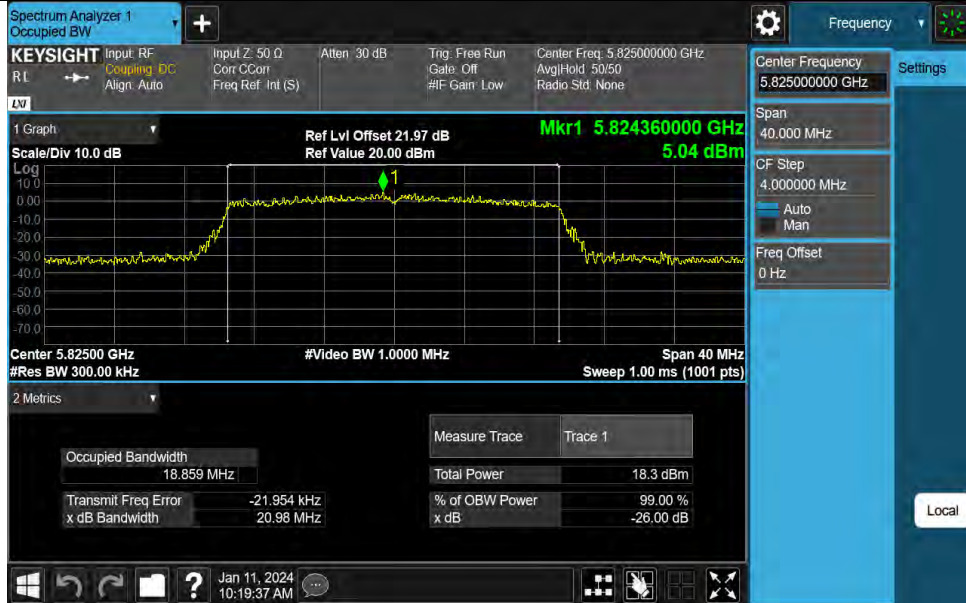 Spectrum Analyzer 1
Occupied BW
+
Frequency
KEYSIGHT Input: RF Input Z: 50 Ω Atten: 30 dB Trig: Free Run Center Freq: 5.825000000 GHz
RL Coupling: DC Corr CCorr Gate: Off Avg|Hold: 50/50
Align: Auto Freq Ref: Int (S) #IF Gain: Low Radio Std: None
LXI
1 Graph
Scale/Div 10.0 dB
Ref Lvl Offset 21.97 dB
Ref Value 20.00 dBm
Mkr1 5.824360000 GHz
5.04 dBm
Log
10.0
0.00
-10.0
-20.0
-30.0
-40.0
-50.0
-60.0
-70.0
1
Center 5.82500 GHz #Video BW 1.0000 MHz Span 40 MHz
#Res BW 300.00 kHz Sweep 1.00 ms (1001 pts)
2 Metrics
Measure Trace Trace 1
Occupied Bandwidth
18.859 MHz
Total Power 18.3 dBm
Transmit Freq Error -21.954 kHz % of OBW Power 99.00 %
x dB Bandwidth 20.98 MHz x dB -26.00 dB
Center Frequency
5.825000000 GHz
Settings
Span
40.000 MHz
CF Step
4.000000 MHz
Auto
Man
Freq Offset
0 Hz
Local
? Jan 11, 2024
10:19:37 AM